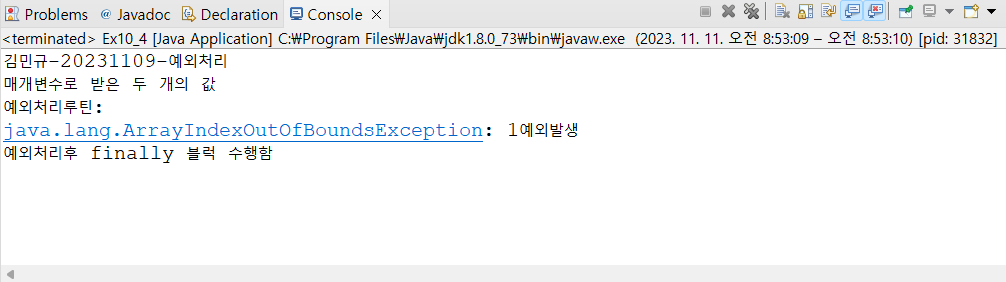 Problems @ Javadoc Declaration Console
<terminated> Ex10_4 [Java Application] C:₩Program Files₩Java₩jdk1.8.0_73₩bin₩javaw.exe (2023. 11. 11. 오전 8:53:09 – 오전 8:53:10) [pid: 31832]
김민규-20231109-예외처리
매개변수로 받은 두 개의 값
예외처리루틴:
java.lang.ArrayIndexOutOfBoundsException: 1예외발생
예외처리후 finally 블럭 수행함